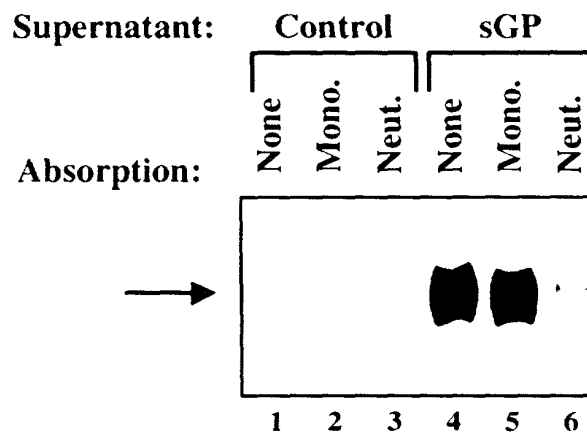 Supernatant: Control sGP
Absorption: None Mono. Neut. None Mono. Neut.
1 2 3 4 5 6